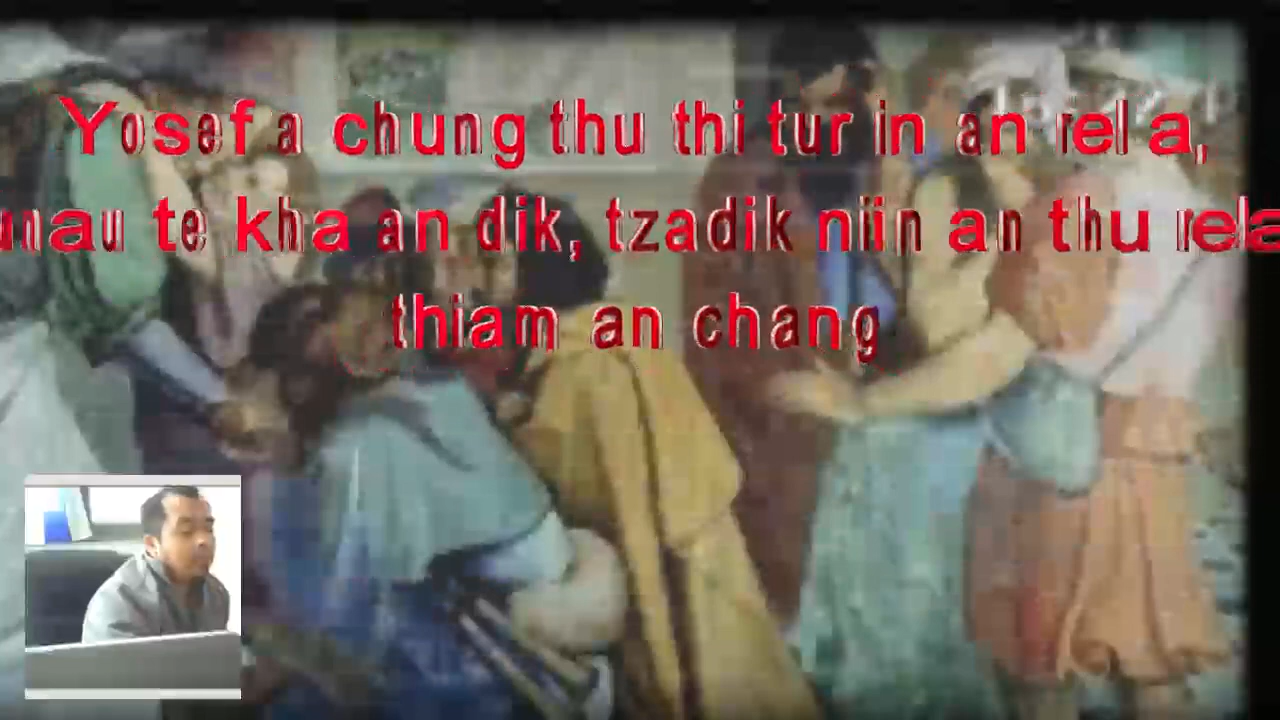 Yosef a chung thu thi tur in an rel a,
unau te kha an dik, tzadik niin an thu rela
thiam an chang